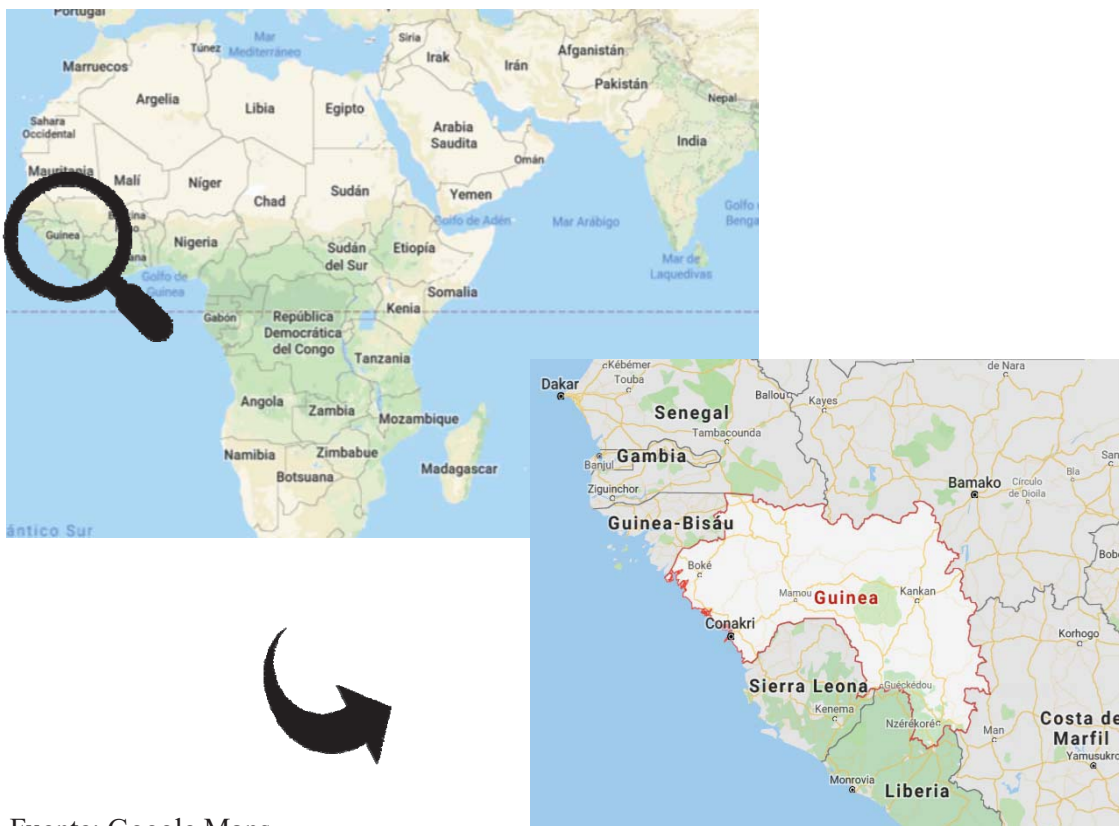 Portugal
Mar
Mediterráneo
Túnez
Siria
Irak
Irán
Afganistán
Pakistán
Nepal
Marruecos
Argelia
Libia
Egipto
Arabia
Saudita
Omán
India
Sahara
Occidental
Mauritania
Malí
Níger
Chad
Sudán
Yemen
Golfo de Adén
Mar Arábigo
Golfo
Benga
Guinea
Nigeria
Sudán
del Sur
Etiopía
Mar de
Laquedivas
Golfo de
Guinea
Somalia
Kenia
Gabón
República
Democrática
del Congo
Tanzania
Angola
Zambia
Mozambique
Namibia
Zimbabue
Botsuana
Madagascar
ántico Sur
Kébémer
de Nara
Touba
Dakar
Ballou
Kayes
Senegal
Tambacounda
Gambia
Banjul
Ziguinchor
Bamako
Círculo
de Dioila
Bla
San
Guinea-Bisáu
Bobo
Boké
Mamou
Guinea
Kankan
Conakri
Korhogo
Sierra Leona
Guéckédou
Kenema
Nzérékoré
Man
Costa de
Marfil
Yamusukro
Monrovia
Liberia
Fuente: Google Maps